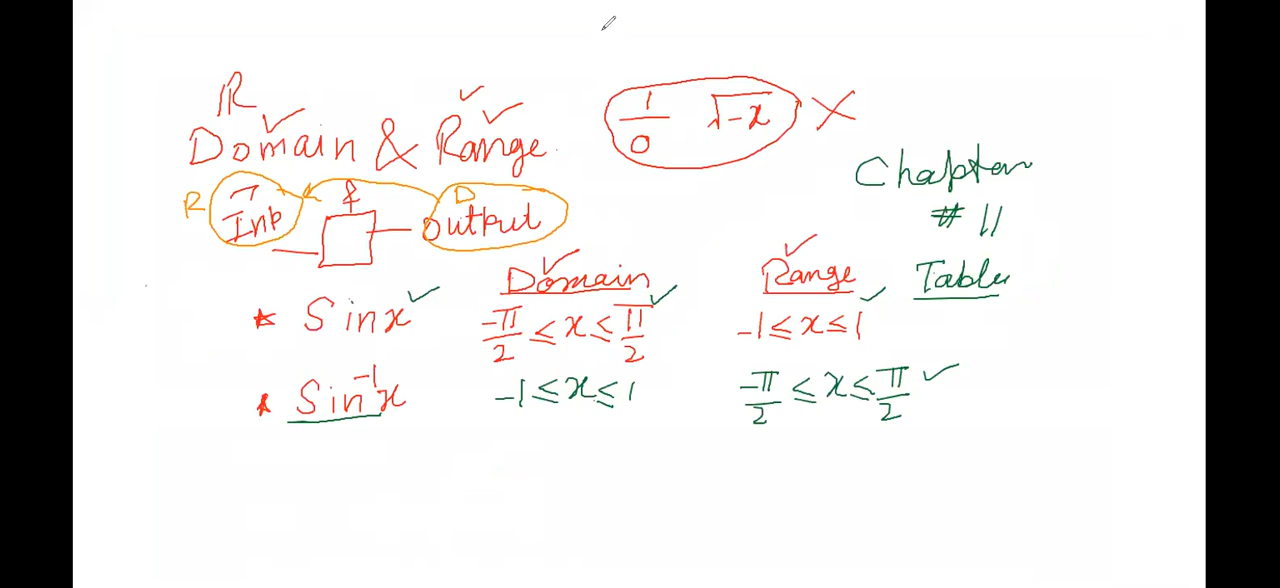 ℝ
Domain & Range
1/0 √-x
R Inp f D output
Chapter
# 11
Table
Domain Range
* Sin x -π/2 ≤ x ≤ π/2 -1 ≤ x ≤ 1
* Sin⁻¹x -1 ≤ x ≤ 1 -π/2 ≤ x ≤ π/2